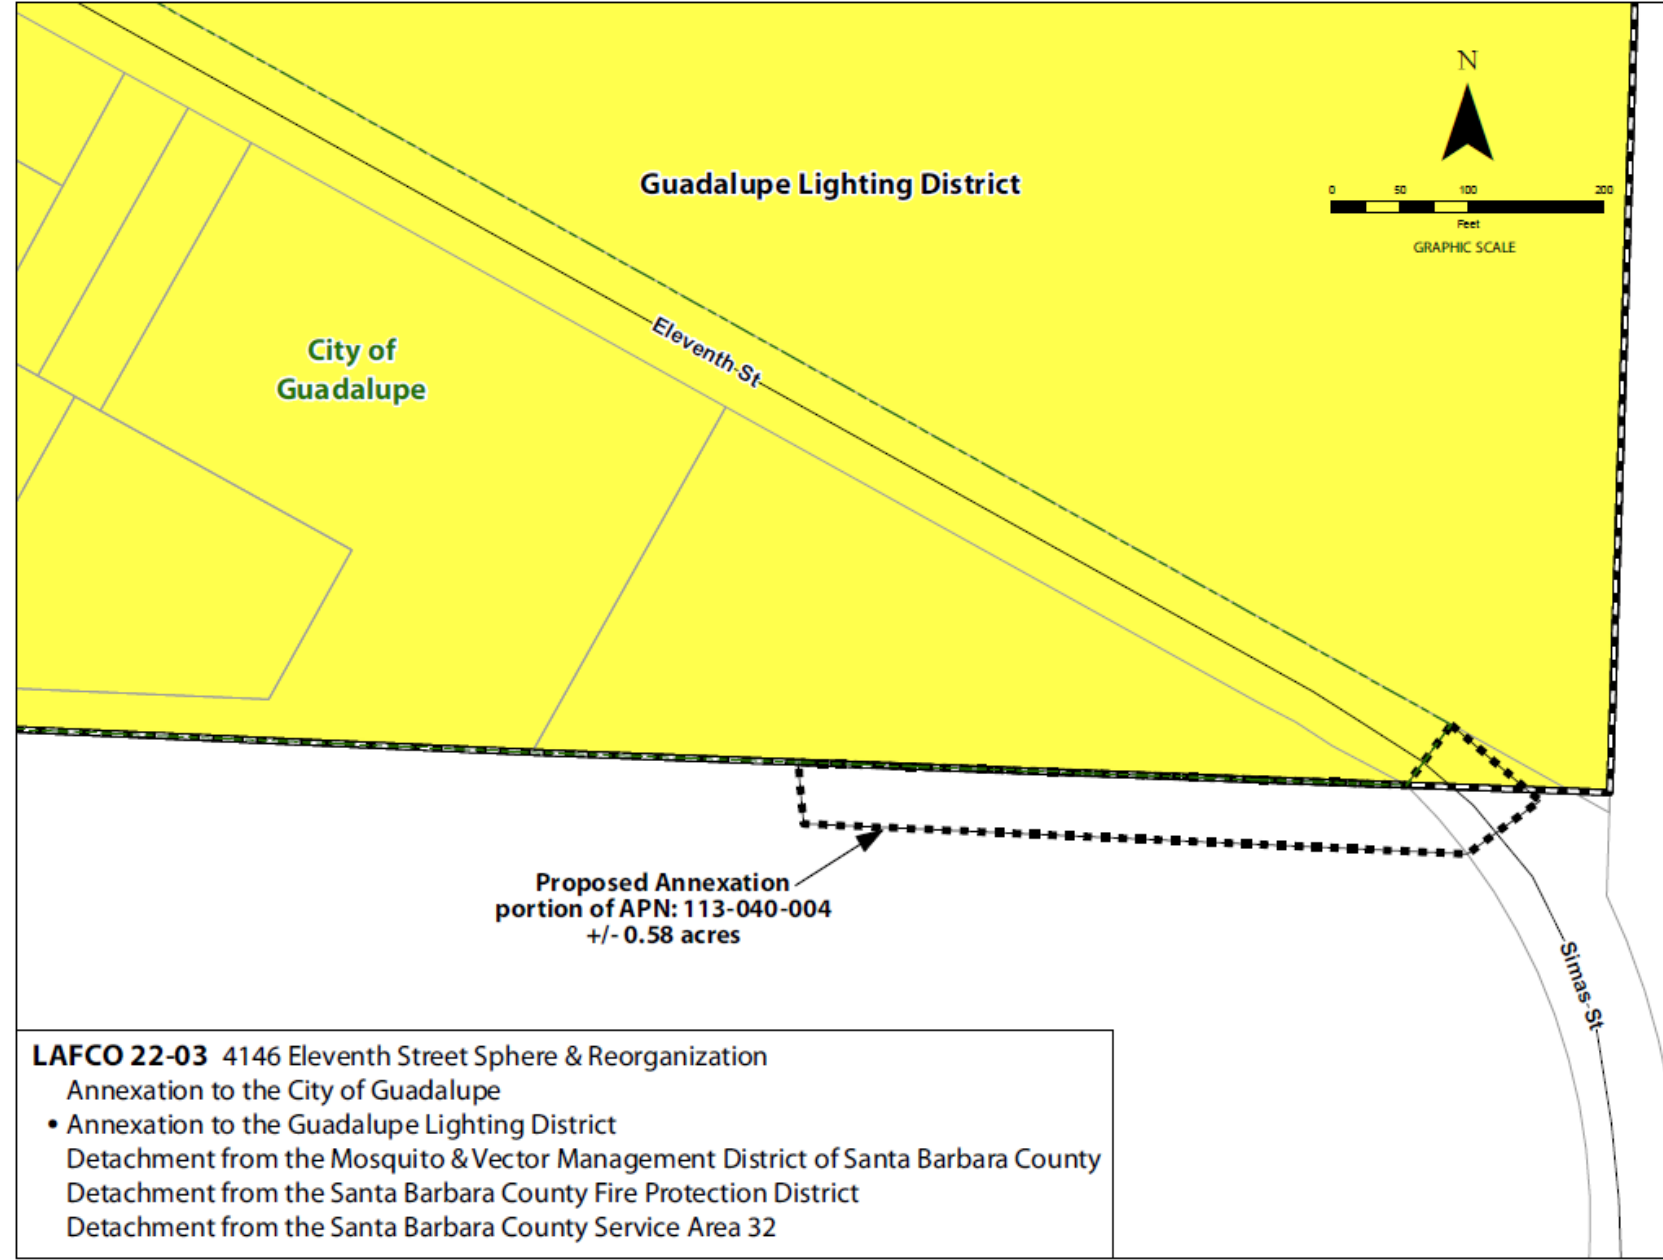 N
0 50 100 200
Feet
GRAPHIC SCALE
Guadalupe Lighting District
City of
Guadalupe
Eleventh St
Proposed Annexation
portion of APN: 113-040-004
+/- 0.58 acres
Simas St
LAFCO 22-03 4146 Eleventh Street Sphere & Reorganization
Annexation to the City of Guadalupe
• Annexation to the Guadalupe Lighting District
Detachment from the Mosquito & Vector Management District of Santa Barbara County
Detachment from the Santa Barbara County Fire Protection District
Detachment from the Santa Barbara County Service Area 32